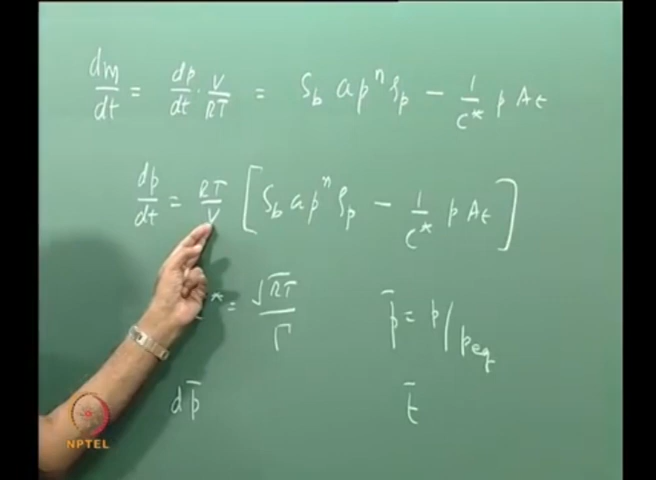 dm/dt = dp/dt · V/RT = S_b a p^n ρ_p − 1/C* p A_t
dp/dt = RT/V [ S_b a p^n ρ_p − 1/C* p A_t ]
* = √RT / Γ
p̄ = p / p_eq
dp̄
t̄
NPTEL